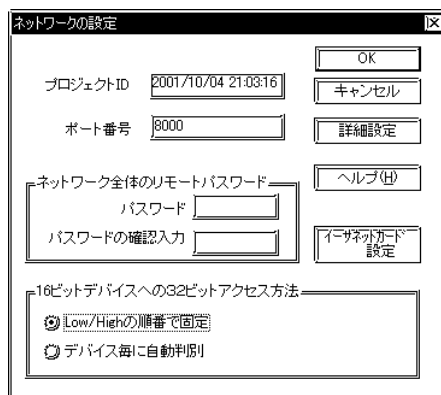 ネットワークの設定
プロジェクトID 2001/10/04 21:03:16
ポート番号 8000
OK
キャンセル
詳細設定
ヘルプ(H)
ネットワーク全体のリモートパスワード
パスワード
パスワードの確認入力
イーサネットカード
設定
16ビットデバイスへの32ビットアクセス方法
Low/Highの順番で固定
デバイス毎に自動判別